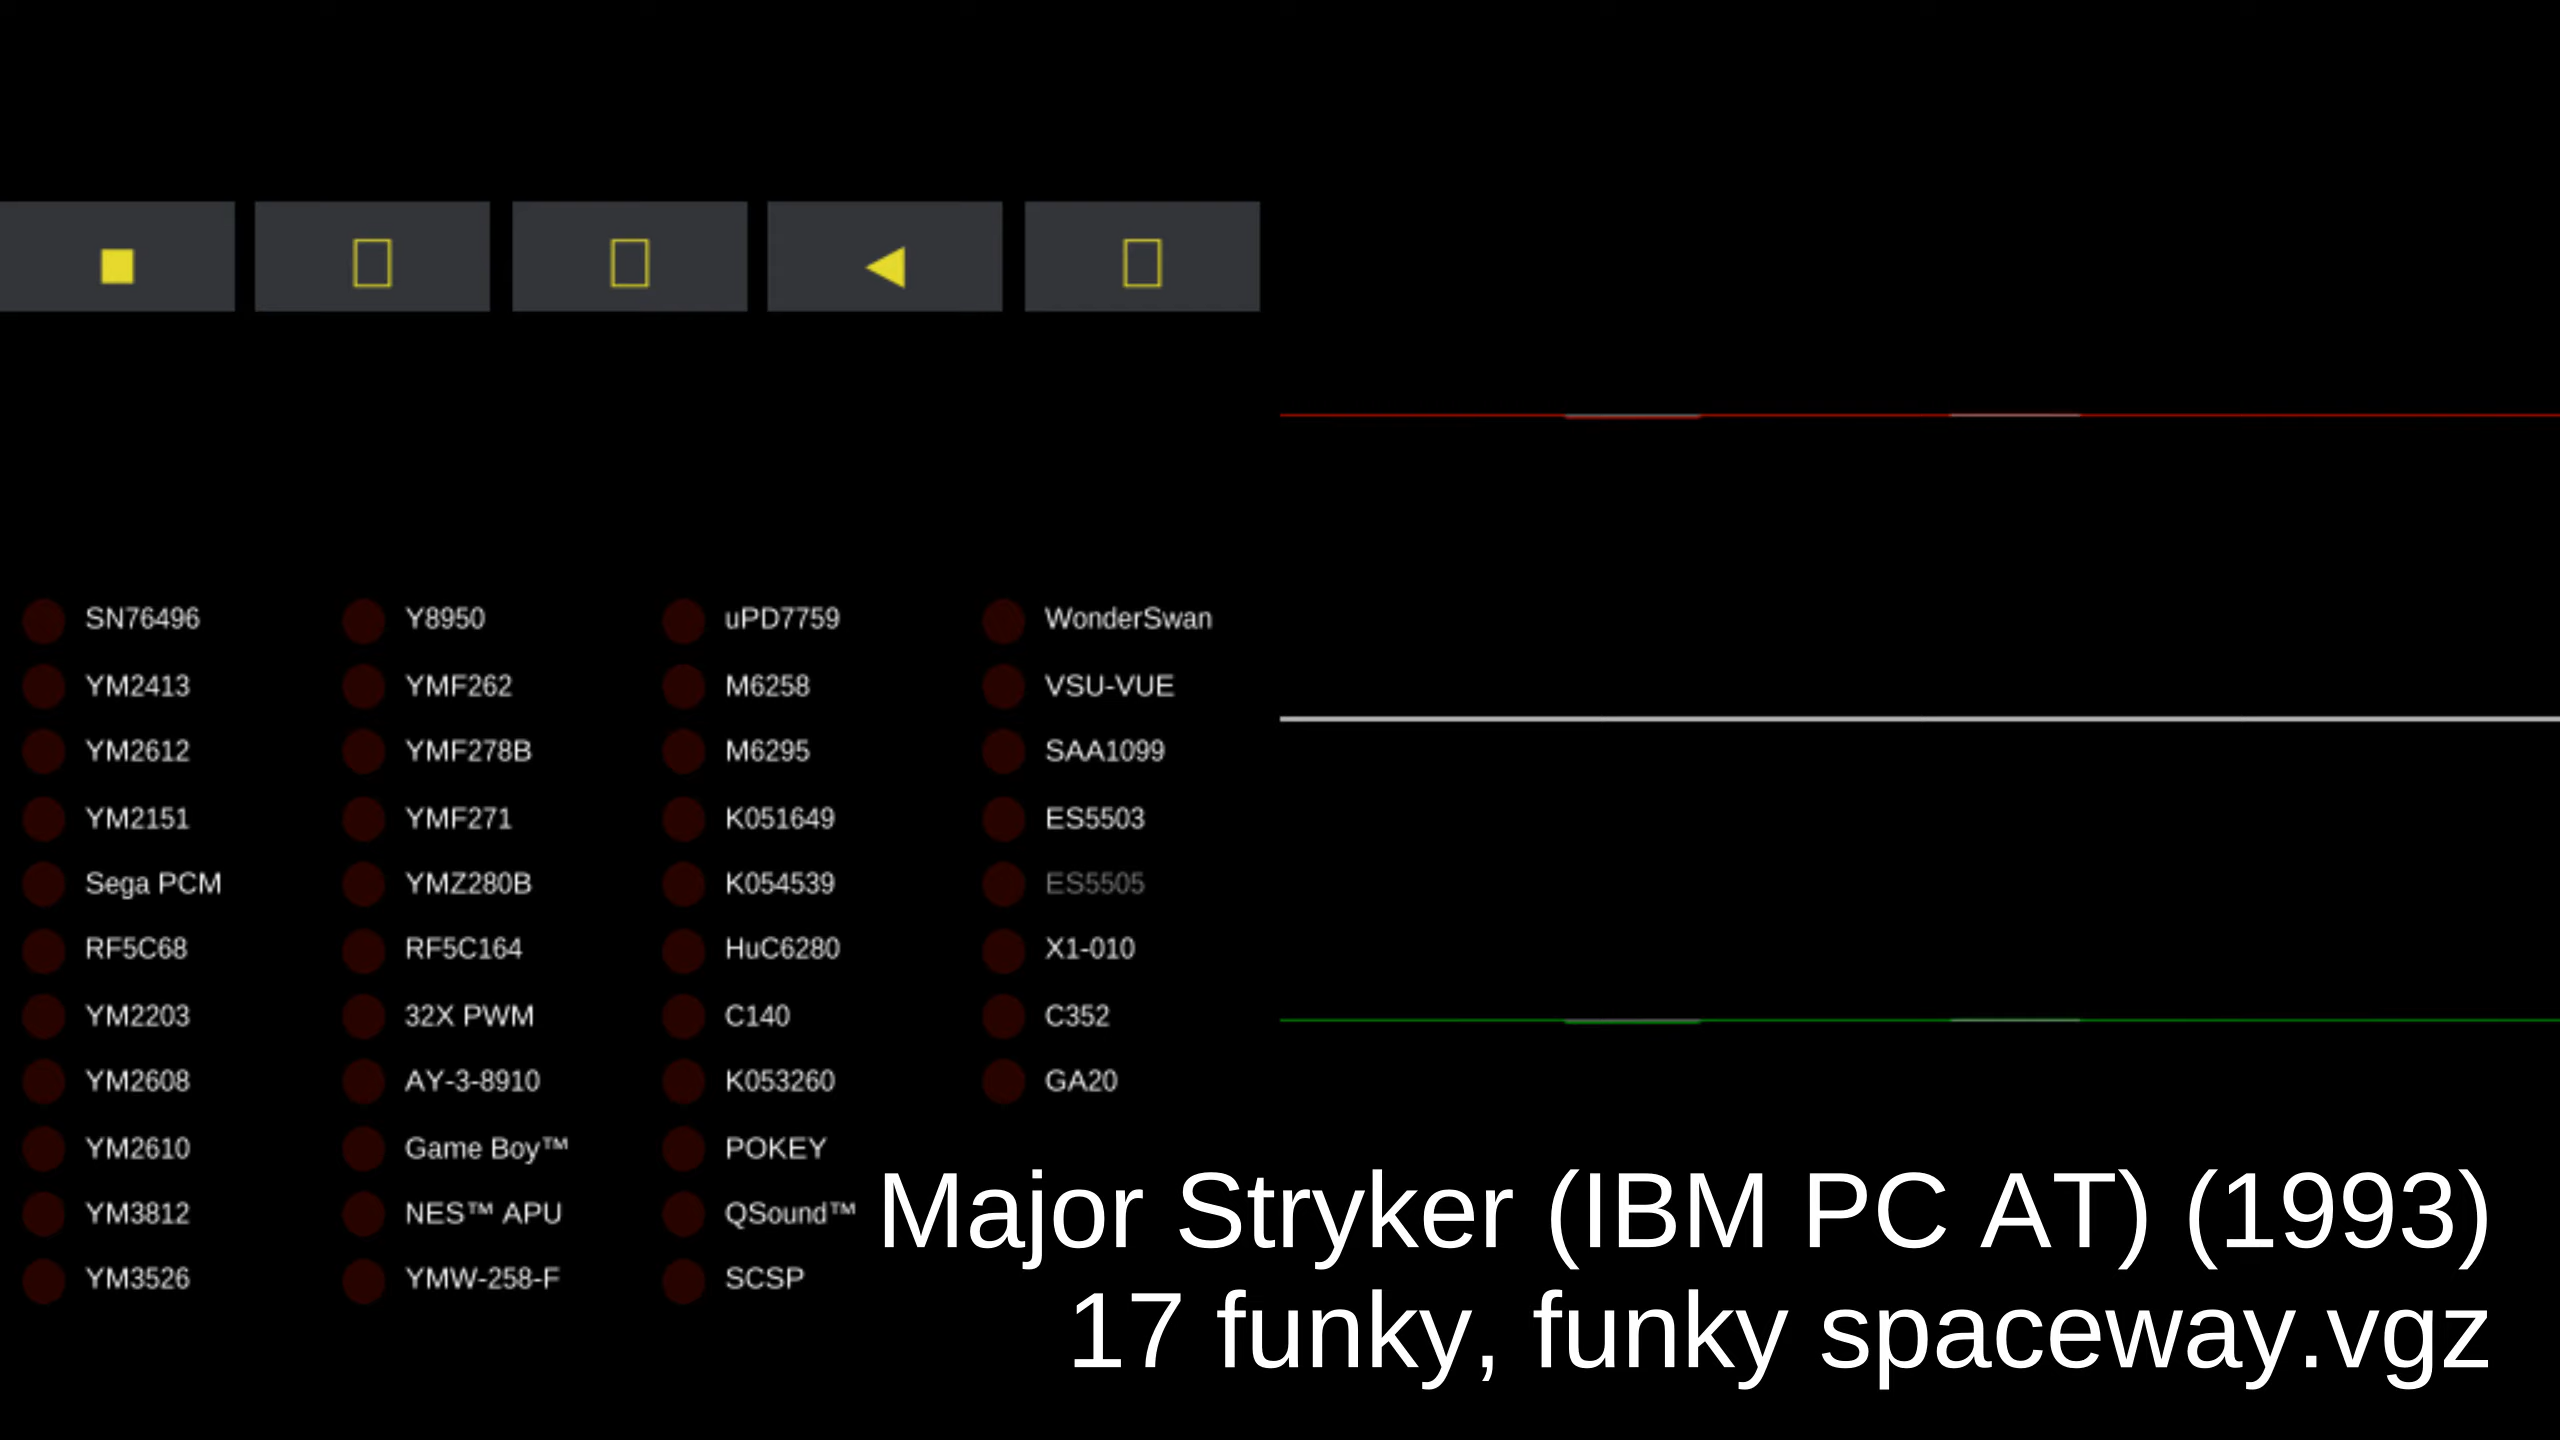 SN76496 Y8950 uPD7759 WonderSwan
YM2413 YMF262 M6258 VSU-VUE
YM2612 YMF278B M6295 SAA1099
YM2151 YMF271 K051649 ES5503
Sega PCM YMZ280B K054539 ES5505
RF5C68 RF5C164 HuC6280 X1-010
YM2203 32X PWM C140 C352
YM2608 AY-3-8910 K053260 GA20
YM2610 Game Boy™ POKEY
YM3812 NES™ APU QSound™
YM3526 YMW-258-F SCSP
Major Stryker (IBM PC AT) (1993)
17 funky, funky spaceway.vgz